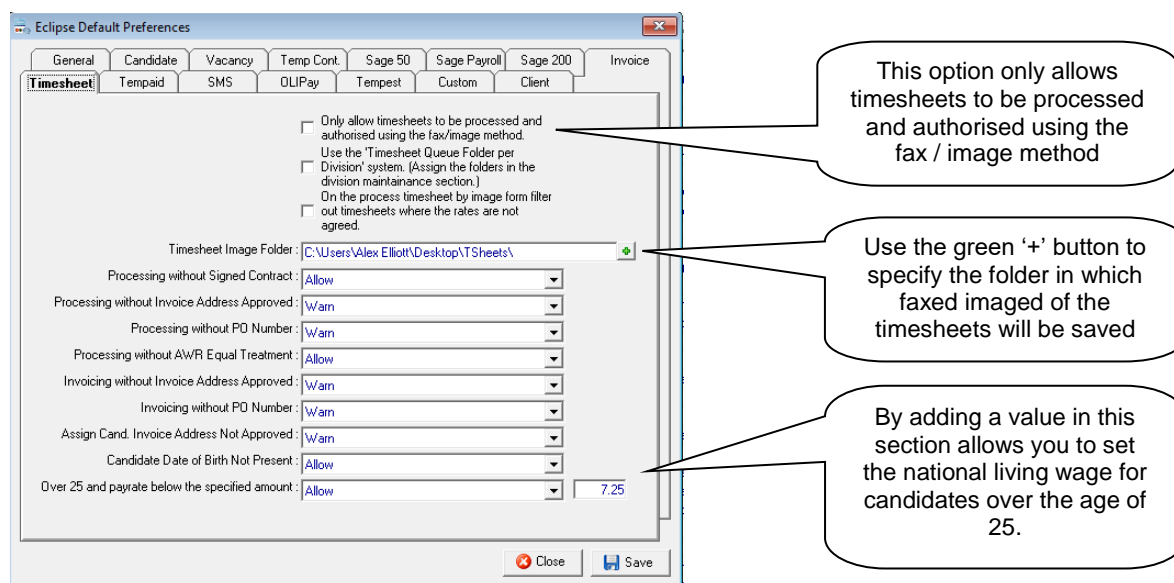 Eclipse Default Preferences
General
Candidate
Vacancy
Temp Cont.
Sage 50
Sage Payroll
Sage 200
Invoice
Timesheet
Tempaid
SMS
OLIPay
Tempest
Custom
Client
Only allow timesheets to be processed and
authorised using the fax/image method.
Use the 'Timesheet Queue Folder per
Division' system. (Assign the folders in the
division maintainance section.)
On the process timesheet by image form filter
out timesheets where the rates are not
agreed.
Timesheet Image Folder : C:\Users\Alex Elliott\Desktop\TSheets\
Processing without Signed Contract : Allow
Processing without Invoice Address Approved : Warn
Processing without PO Number : Warn
Processing without AWR Equal Treatment : Allow
Invoicing without Invoice Address Approved : Warn
Invoicing without PO Number : Warn
Assign Cand. Invoice Address Not Approved : Warn
Candidate Date of Birth Not Present : Allow
Over 25 and payrate below the specified amount : Allow 7.25
Close
Save
This option only allows
timesheets to be processed
and authorised using the
fax / image method
Use the green ‘+’ button to
specify the folder in which
faxed imaged of the
timesheets will be saved
By adding a value in this
section allows you to set
the national living wage for
candidates over the age of
25.